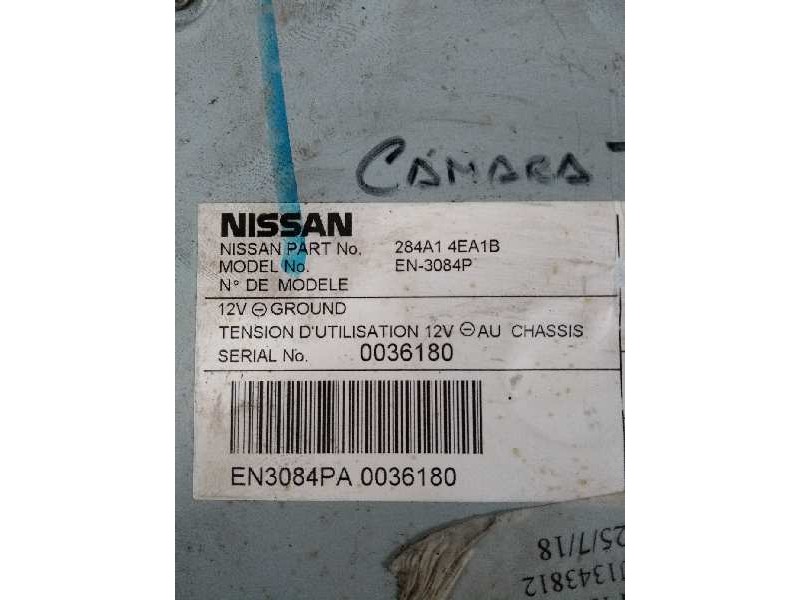 CÁMARA
NISSAN
NISSAN PART No. 284A1 4EA1B
MODEL No. EN-3084P
N° DE MODELE
12V ⊖ GROUND
TENSION D'UTILISATION 12V ⊖ AU CHASSIS
SERIAL No. 0036180
EN3084PA 0036180
25/7/18
01343812